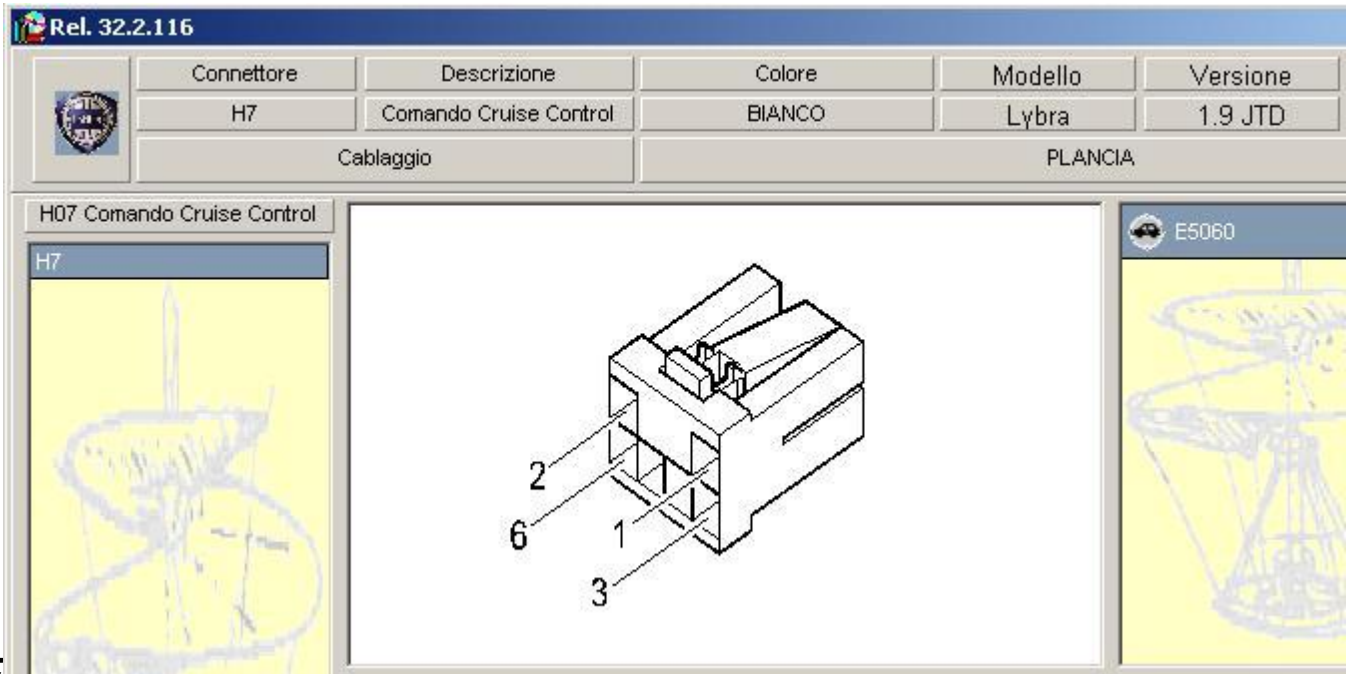 Rel. 32.2.116
Connettore Descrizione Colore Modello Versione
H7 Comando Cruise Control BIANCO Lybra 1.9 JTD
Cablaggio PLANCIA
H07 Comando Cruise Control
E5060
H7
2
6
1
3